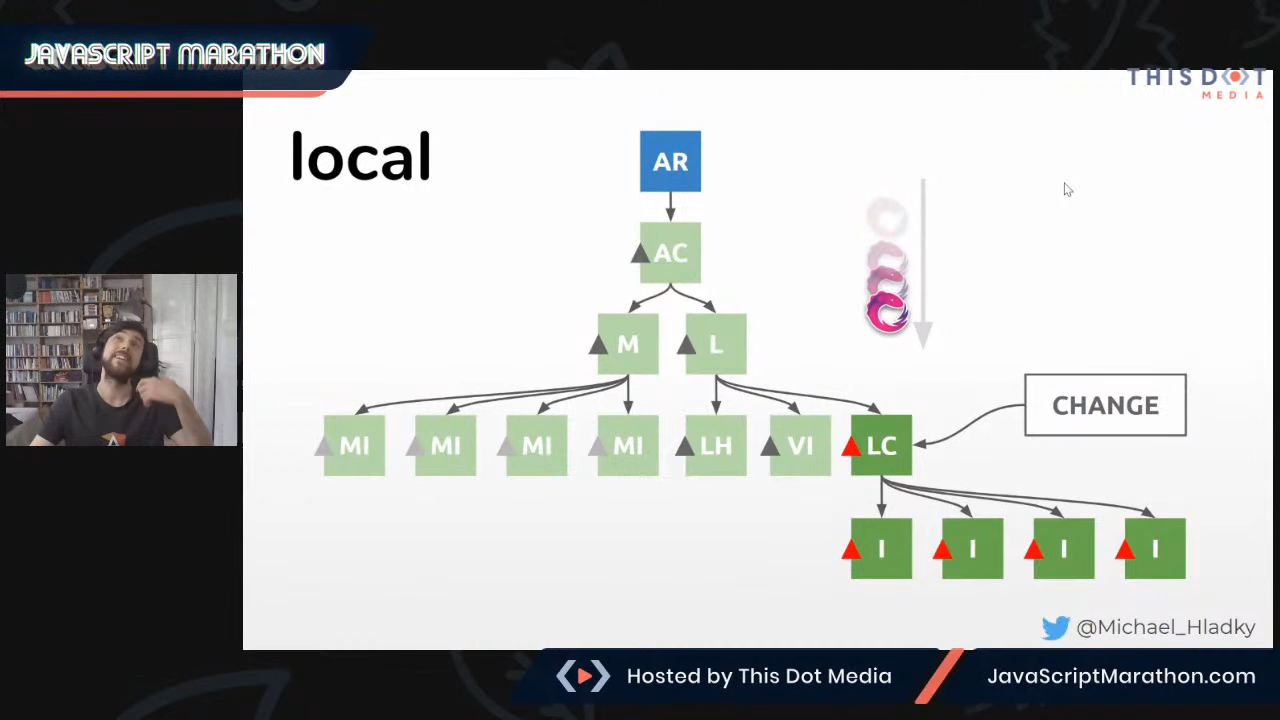 JAVASCRIPT MARATHON
THIS DOT
MEDIA
local
AR
AC
M L
CHANGE
MI MI MI MI LH VI LC
I I I I
@Michael_Hladky
Hosted by This Dot Media
JavaScriptMarathon.com